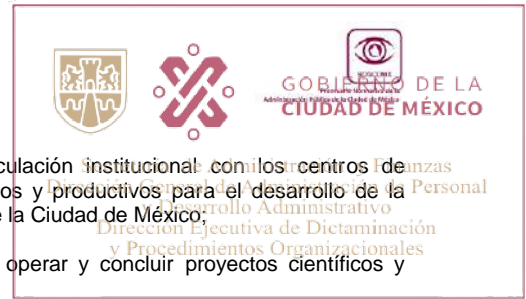 GOBIERNO DE LA
CIUDAD DE MÉXICO
culación institucional con los centros de
Secretaría de Administración y Finanzas
os y productivos para el desarrollo de la
Dirección General de Administración de Personal
y Desarrollo Administrativo
e la Ciudad de México;
Dirección Ejecutiva de Dictaminación
y Procedimientos Organizacionales
operar y concluir proyectos científicos y